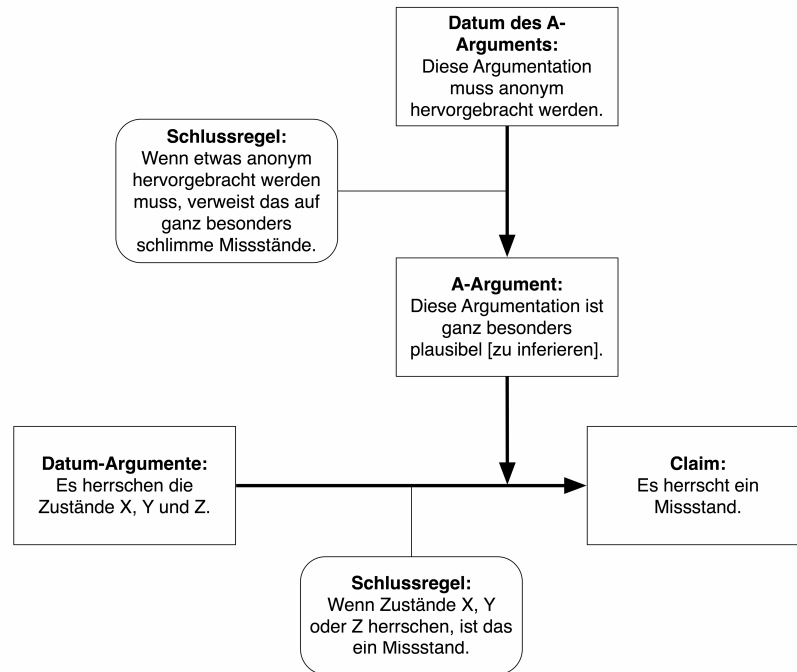 Datum des A-
Arguments:
Diese Argumentation
muss anonym
hervorgebracht werden.
Schlussregel:
Wenn etwas anonym
hervorgebracht werden
muss, verweist das auf
ganz besonders
schlimme Missstände.
A-Argument:
Diese Argumentation ist
ganz besonders
plausibel [zu inferieren].
Datum-Argumente:
Es herrschen die
Zustände X, Y und Z.
Claim:
Es herrscht ein
Missstand.
Schlussregel:
Wenn Zustände X, Y
oder Z herrschen, ist das
ein Missstand.